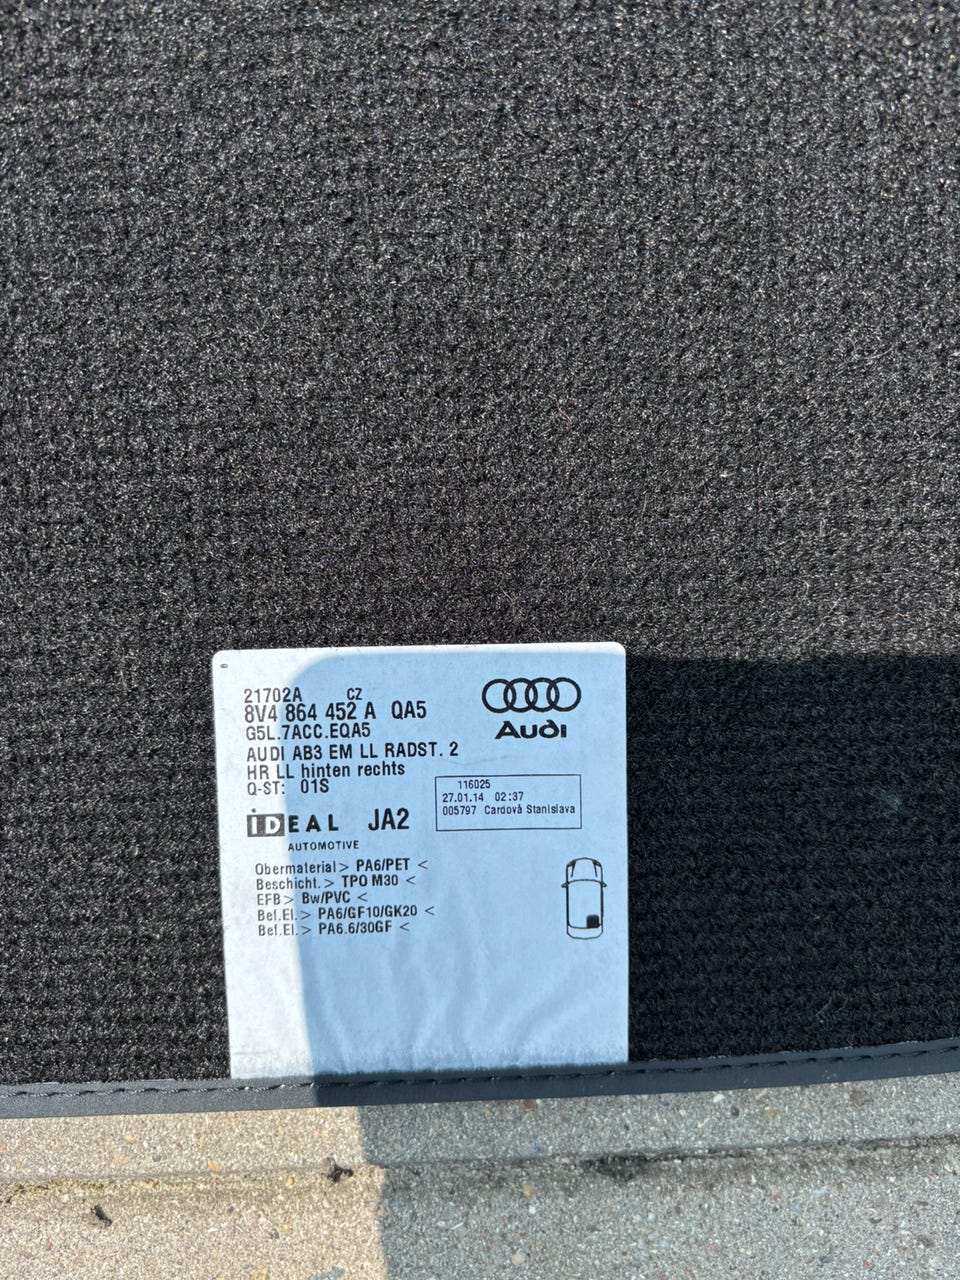 21702A CZ
8V4 864 452 A QA5
G5L.7ACC.EQA5
AUDI AB3 EM LL RADST. 2
HR LL hinten rechts
Q-ST: 01S
Audi
116025
27.01.14 02:37
005797 Cardová Stanislava
IDEAL JA2
AUTOMOTIVE
Obermaterial> PA6/PET <
Beschicht.> TPO M30 <
EFB> Bw/PVC <
Bef.El.> PA6/GF10/GK20 <
Bef.El.> PA6.6/30GF <